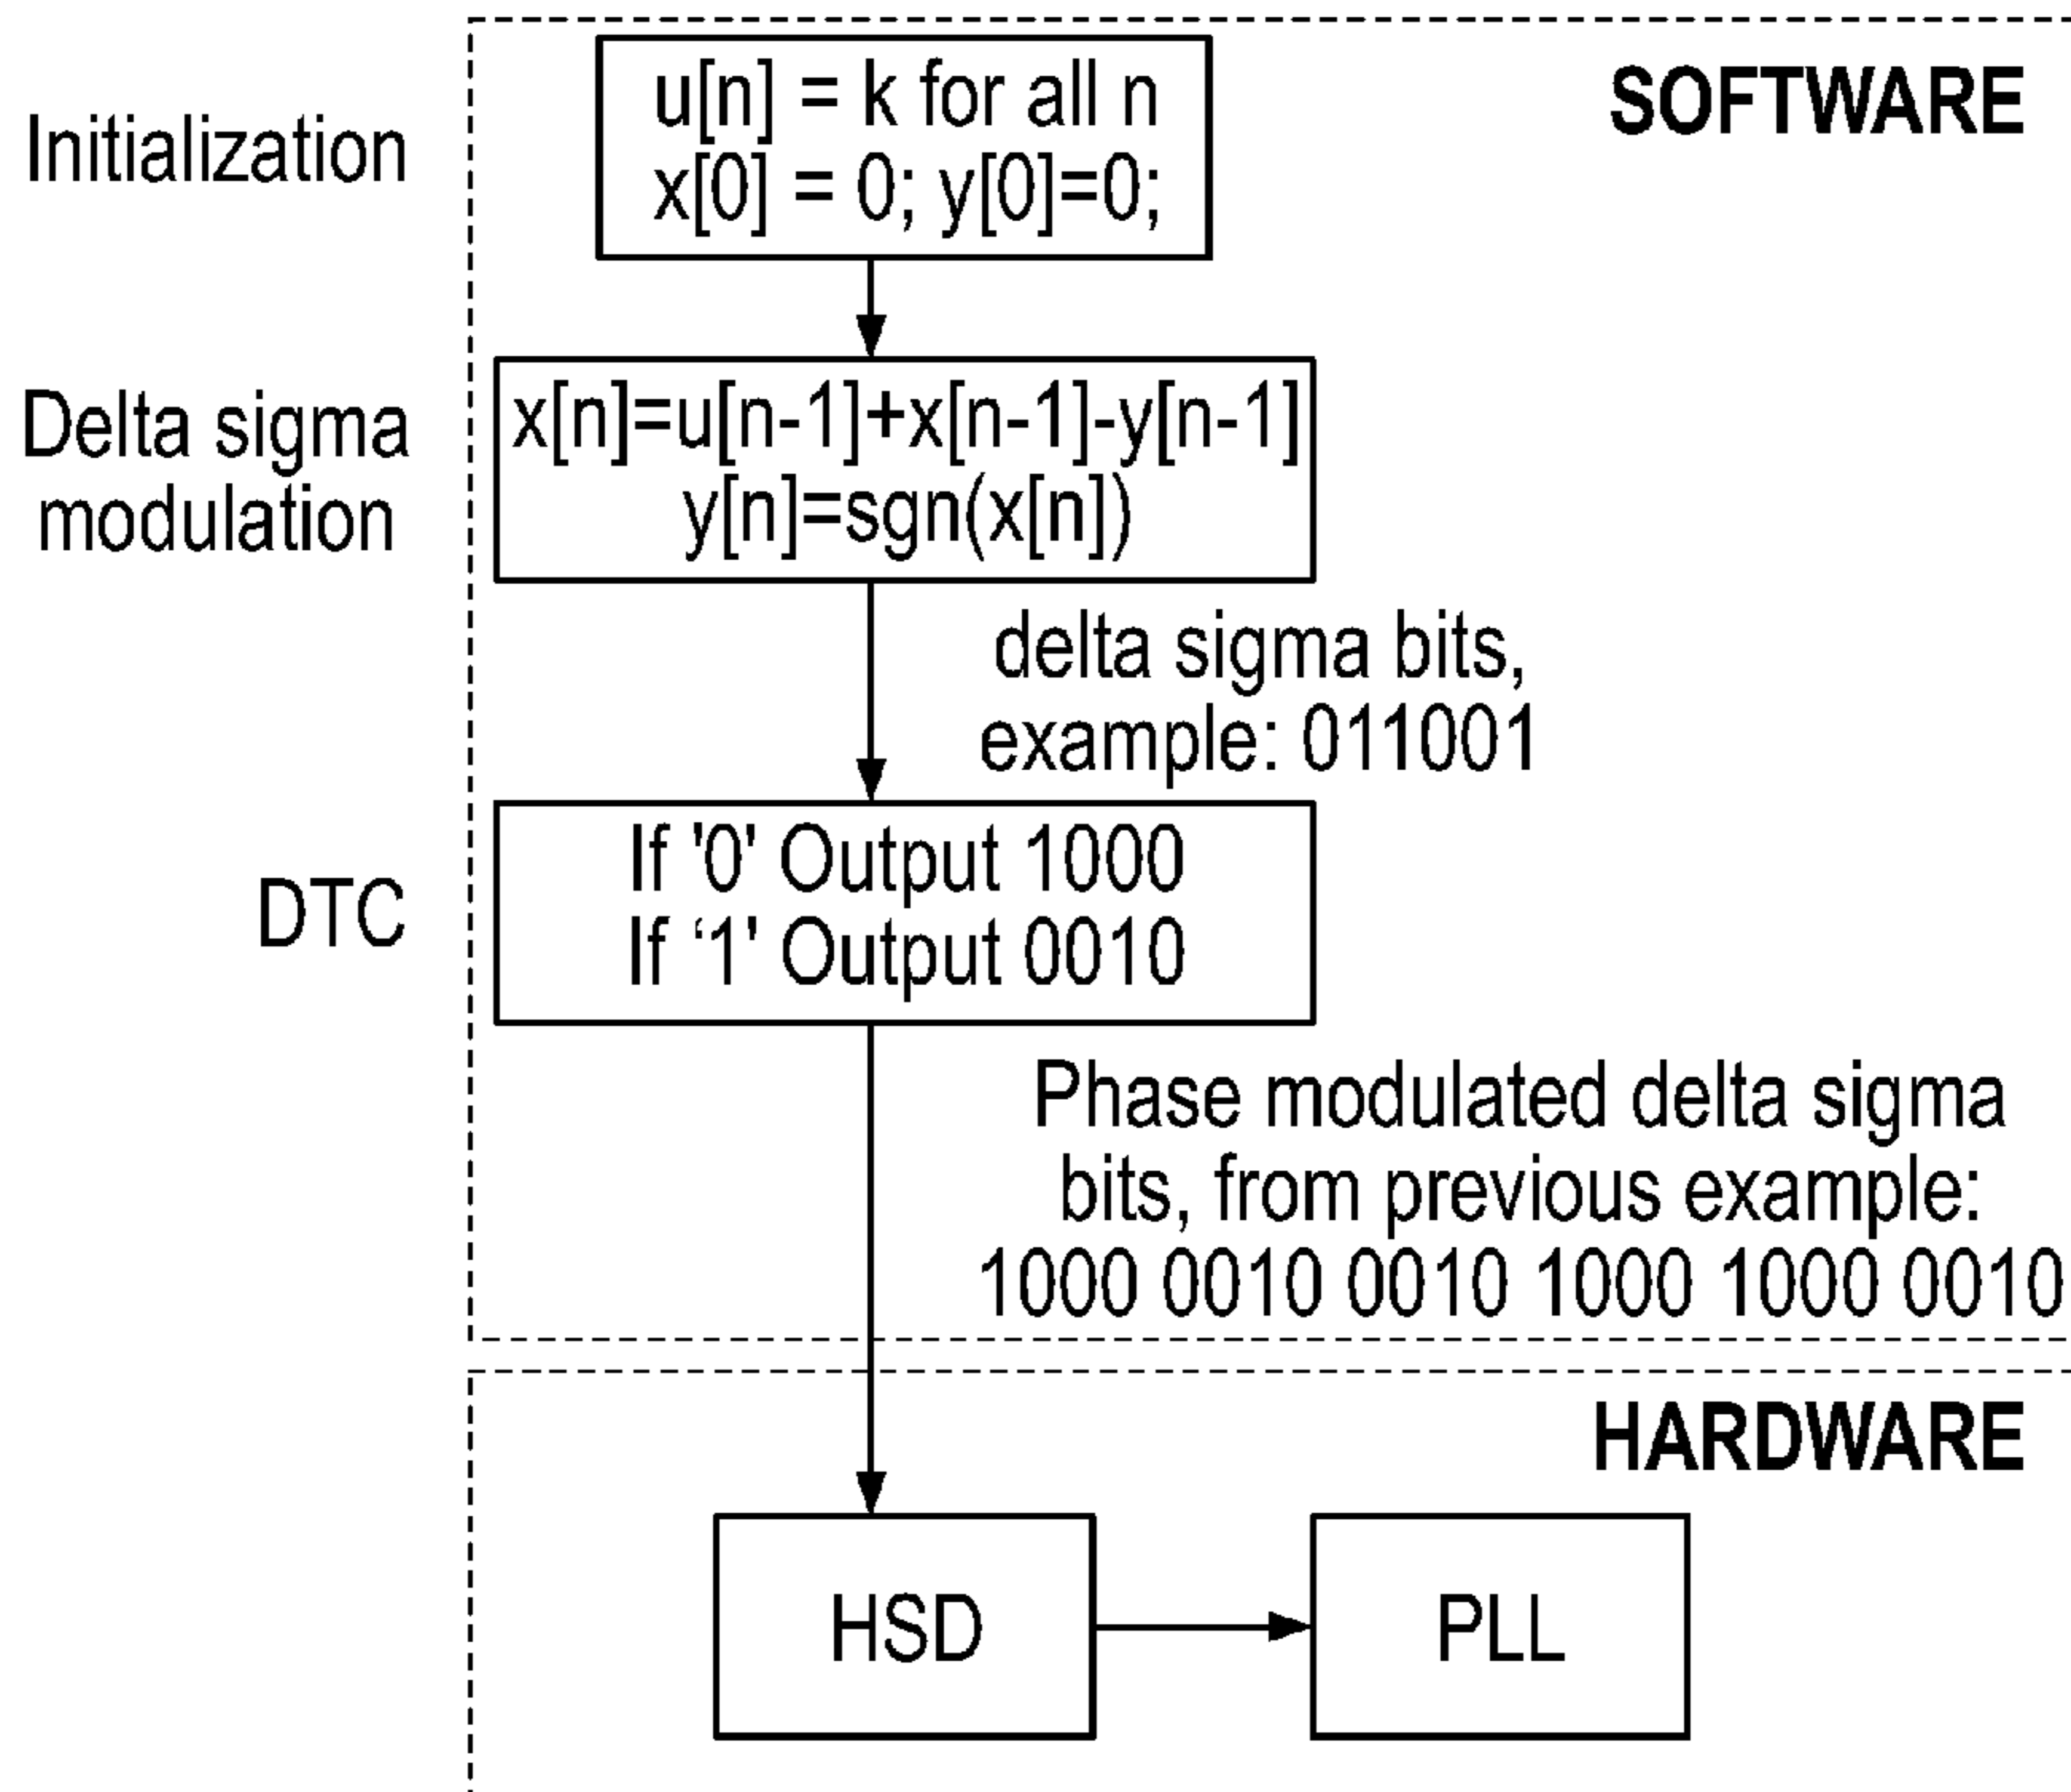 SOFTWARE
Initialization
u[n] = k for all n
x[0] = 0; y[0]=0;
Delta sigma
modulation
x[n]=u[n-1]+x[n-1]-y[n-1]
y[n]=sgn(x[n])
delta sigma bits,
example: 011001
DTC
If '0' Output 1000
If ‘1' Output 0010
Phase modulated delta sigma
bits, from previous example:
1000 0010 0010 1000 1000 0010
HARDWARE
HSD
PLL